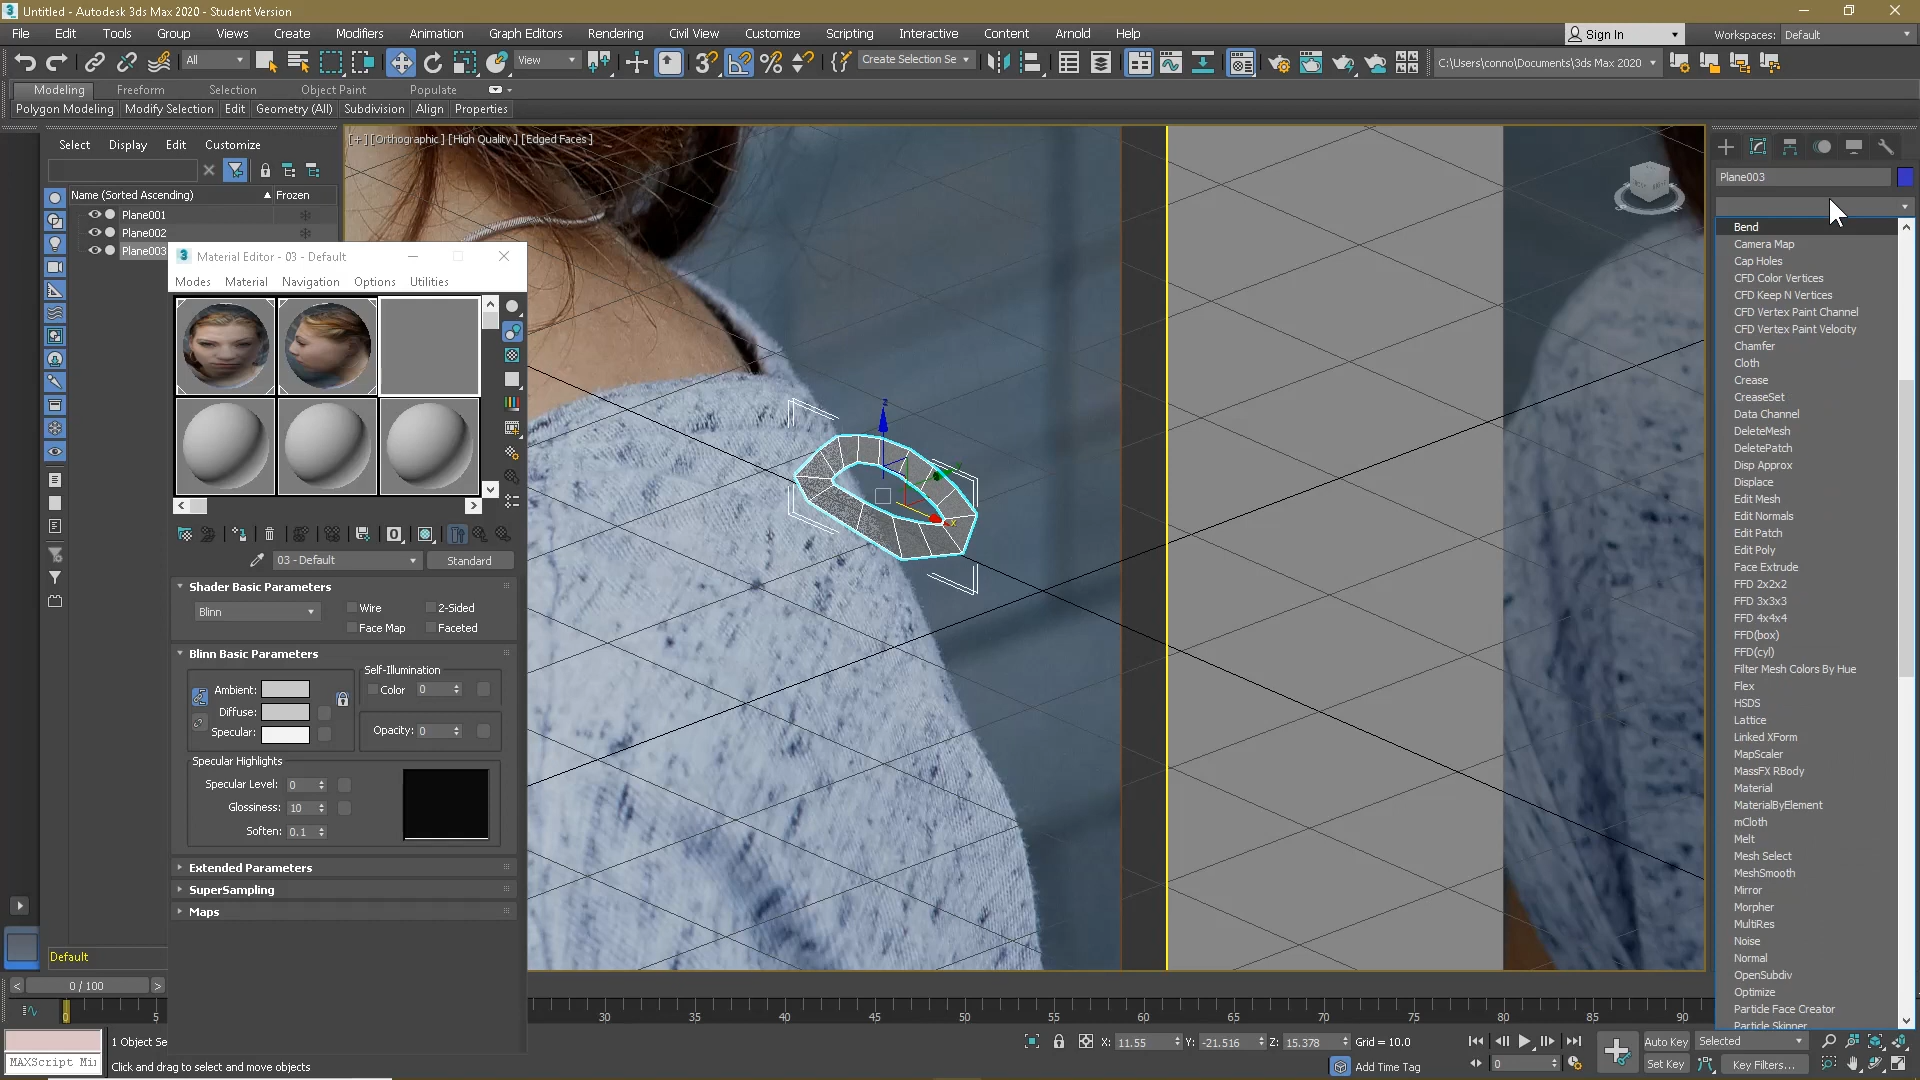 Untitled - Autodesk 3ds Max 2020 - Student Version
File Edit Tools Group Views Create Modifiers Animation Graph Editors Rendering Civil View Customize Scripting Interactive Content Arnold Help
Sign In
Workspaces: Default
All
View
Create Selection Se
C:\Users\conno\Documents\3ds Max 2020
Modeling Freeform Selection Object Paint Populate
Polygon Modeling Modify Selection Edit Geometry (All) Subdivision Align Properties
Select Display Edit Customize
Name (Sorted Ascending) Frozen
Plane001
Plane002
Plane003
[+] [Orthographic] [High Quality] [Edged Faces]
Material Editor - 03 - Default
Modes Material Navigation Options Utilities
03 - Default
Standard
Shader Basic Parameters
Blinn
Wire
2-Sided
Face Map
Faceted
Blinn Basic Parameters
Self-Illumination
Ambient:
Color 0
Diffuse:
Specular:
Opacity: 0
Specular Highlights
Specular Level: 0
Glossiness: 10
Soften: 0.1
Extended Parameters
SuperSampling
Maps
z
x
Plane003
Bend
Camera Map
Cap Holes
CFD Color Vertices
CFD Keep N Vertices
CFD Vertex Paint Channel
CFD Vertex Paint Velocity
Chamfer
Cloth
Crease
CreaseSet
Data Channel
DeleteMesh
DeletePatch
Disp Approx
Displace
Edit Mesh
Edit Normals
Edit Patch
Edit Poly
Face Extrude
FFD 2x2x2
FFD 3x3x3
FFD 4x4x4
FFD(box)
FFD(cyl)
Filter Mesh Colors By Hue
Flex
HSDS
Lattice
Linked XForm
MapScaler
MassFX RBody
Material
MaterialByElement
mCloth
Melt
Mesh Select
MeshSmooth
Mirror
Morpher
MultiRes
Noise
Normal
OpenSubdiv
Optimize
Particle Face Creator
Particle Skinner
Default
0 / 100
0 5 30 35 40 45 50 55 60 65 70 75 80 85 90
MAXScript Mi
1 Object Se
Click and drag to select and move objects
X: 11.55 Y: -21.516 Z: 15.378 Grid = 10.0
Add Time Tag
0
Auto Key Selected
Set Key Key Filters...